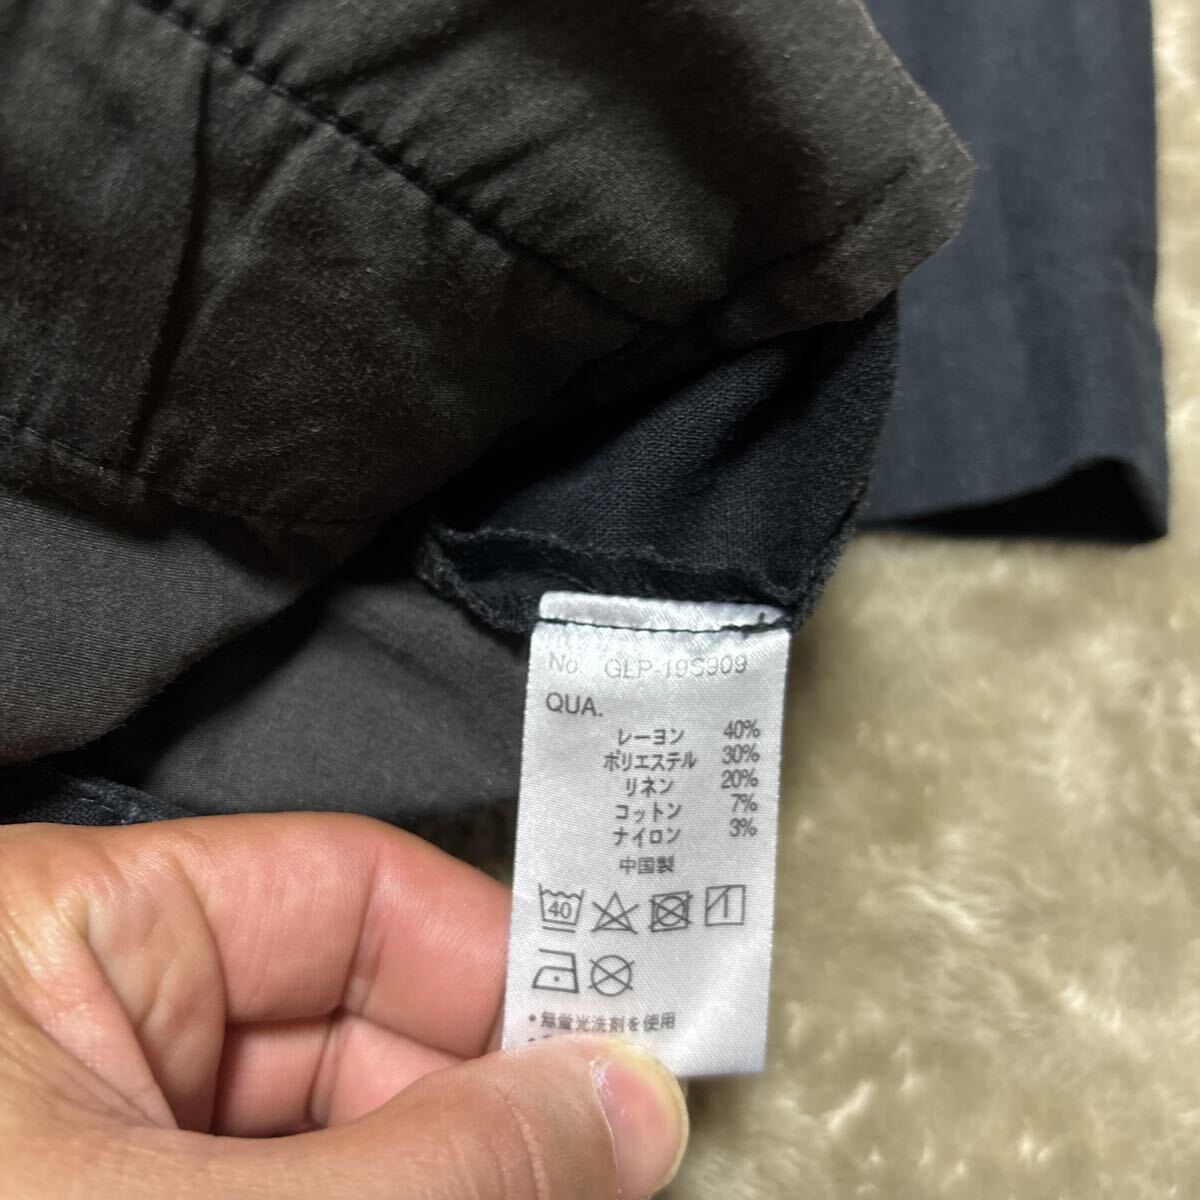 No. GLP-19S909
QUA.
レーヨン 40%
ポリエステル 30%
リネン 20%
コットン 7%
ナイロン 3%
中国製
40
・無蛍光洗剤を使用